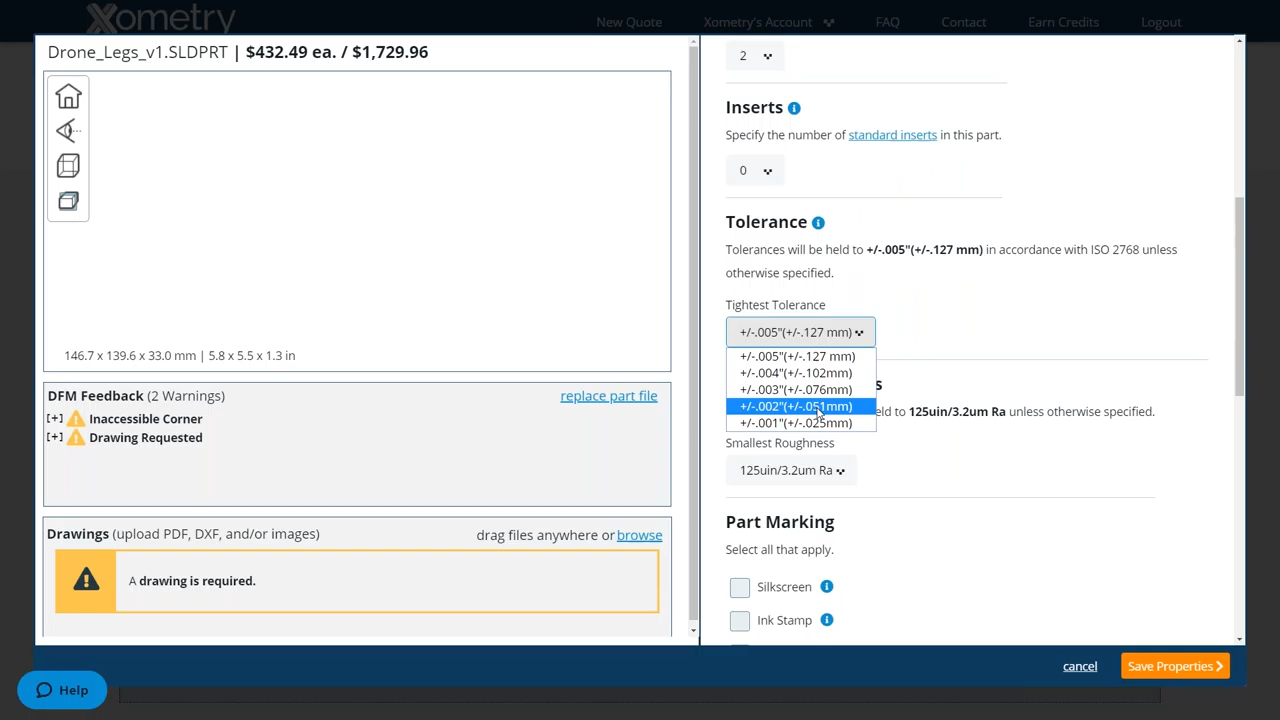 Xometry
New Quote
Xometry's Account
FAQ
Contact
Earn Credits
Logout
Drone_Legs_v1.SLDPRT | $432.49 ea. / $1,729.96
146.7 x 139.6 x 33.0 mm | 5.8 x 5.5 x 1.3 in
DFM Feedback (2 Warnings)
replace part file
[+] Inaccessible Corner
[+] Drawing Requested
Drawings (upload PDF, DXF, and/or images)
drag files anywhere or browse
A drawing is required.
2
Inserts
Specify the number of standard inserts in this part.
0
Tolerance
Tolerances will be held to +/-.005"(+/-.127 mm) in accordance with ISO 2768 unless
otherwise specified.
Tightest Tolerance
+/-.005"(+/-.127 mm)
+/-.005"(+/-.127 mm)
+/-.004"(+/-.102mm)
+/-.003"(+/-.076mm)
+/-.002"(+/-.051mm)
+/-.001"(+/-.025mm)
s
eld to 125uin/3.2um Ra unless otherwise specified.
Smallest Roughness
125uin/3.2um Ra
Part Marking
Select all that apply.
Silkscreen
Ink Stamp
cancel
Save Properties
Help